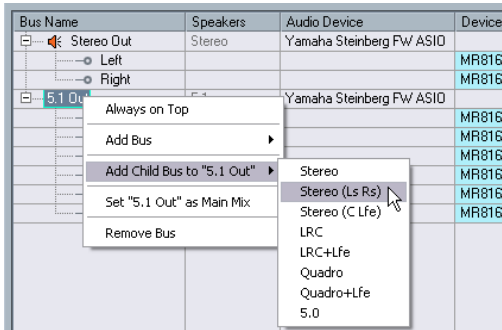 Bus Name Speakers Audio Device Device
Stereo Out Stereo Yamaha Steinberg FW ASIO
Left MR816
Right MR816
5.1 Out 5.1 Yamaha Steinberg FW ASIO
Always on Top MR816
Add Bus MR816
MR816
Add Child Bus to "5.1 Out" Stereo MR816
Set "5.1 Out" as Main Mix Stereo (Ls Rs) MR816
Stereo (C Lfe) MR816
Remove Bus LRC
LRC+Lfe
Quadro
Quadro+Lfe
5.0